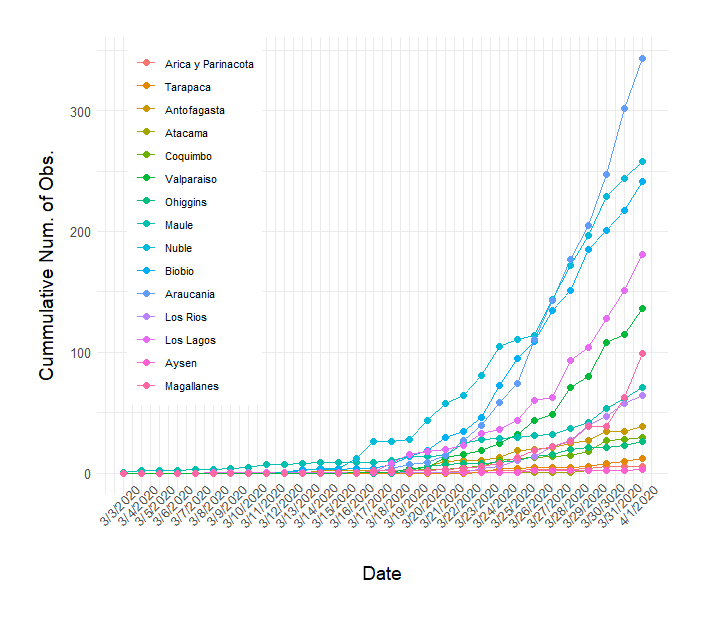 Cummulative Num. of Obs.
300
200
100
0
Arica y Parinacota
Tarapaca
Antofagasta
Atacama
Coquimbo
Valparaiso
Ohiggins
Maule
Nuble
Biobio
Araucania
Los Rios
Los Lagos
Aysen
Magallanes
3/3/2020
3/4/2020
3/5/2020
3/6/2020
3/7/2020
3/8/2020
3/9/2020
3/10/2020
3/11/2020
3/12/2020
3/13/2020
3/14/2020
3/15/2020
3/16/2020
3/17/2020
3/18/2020
3/19/2020
3/20/2020
3/21/2020
3/22/2020
3/23/2020
3/24/2020
3/25/2020
3/26/2020
3/27/2020
3/28/2020
3/29/2020
3/30/2020
3/31/2020
4/1/2020
Date